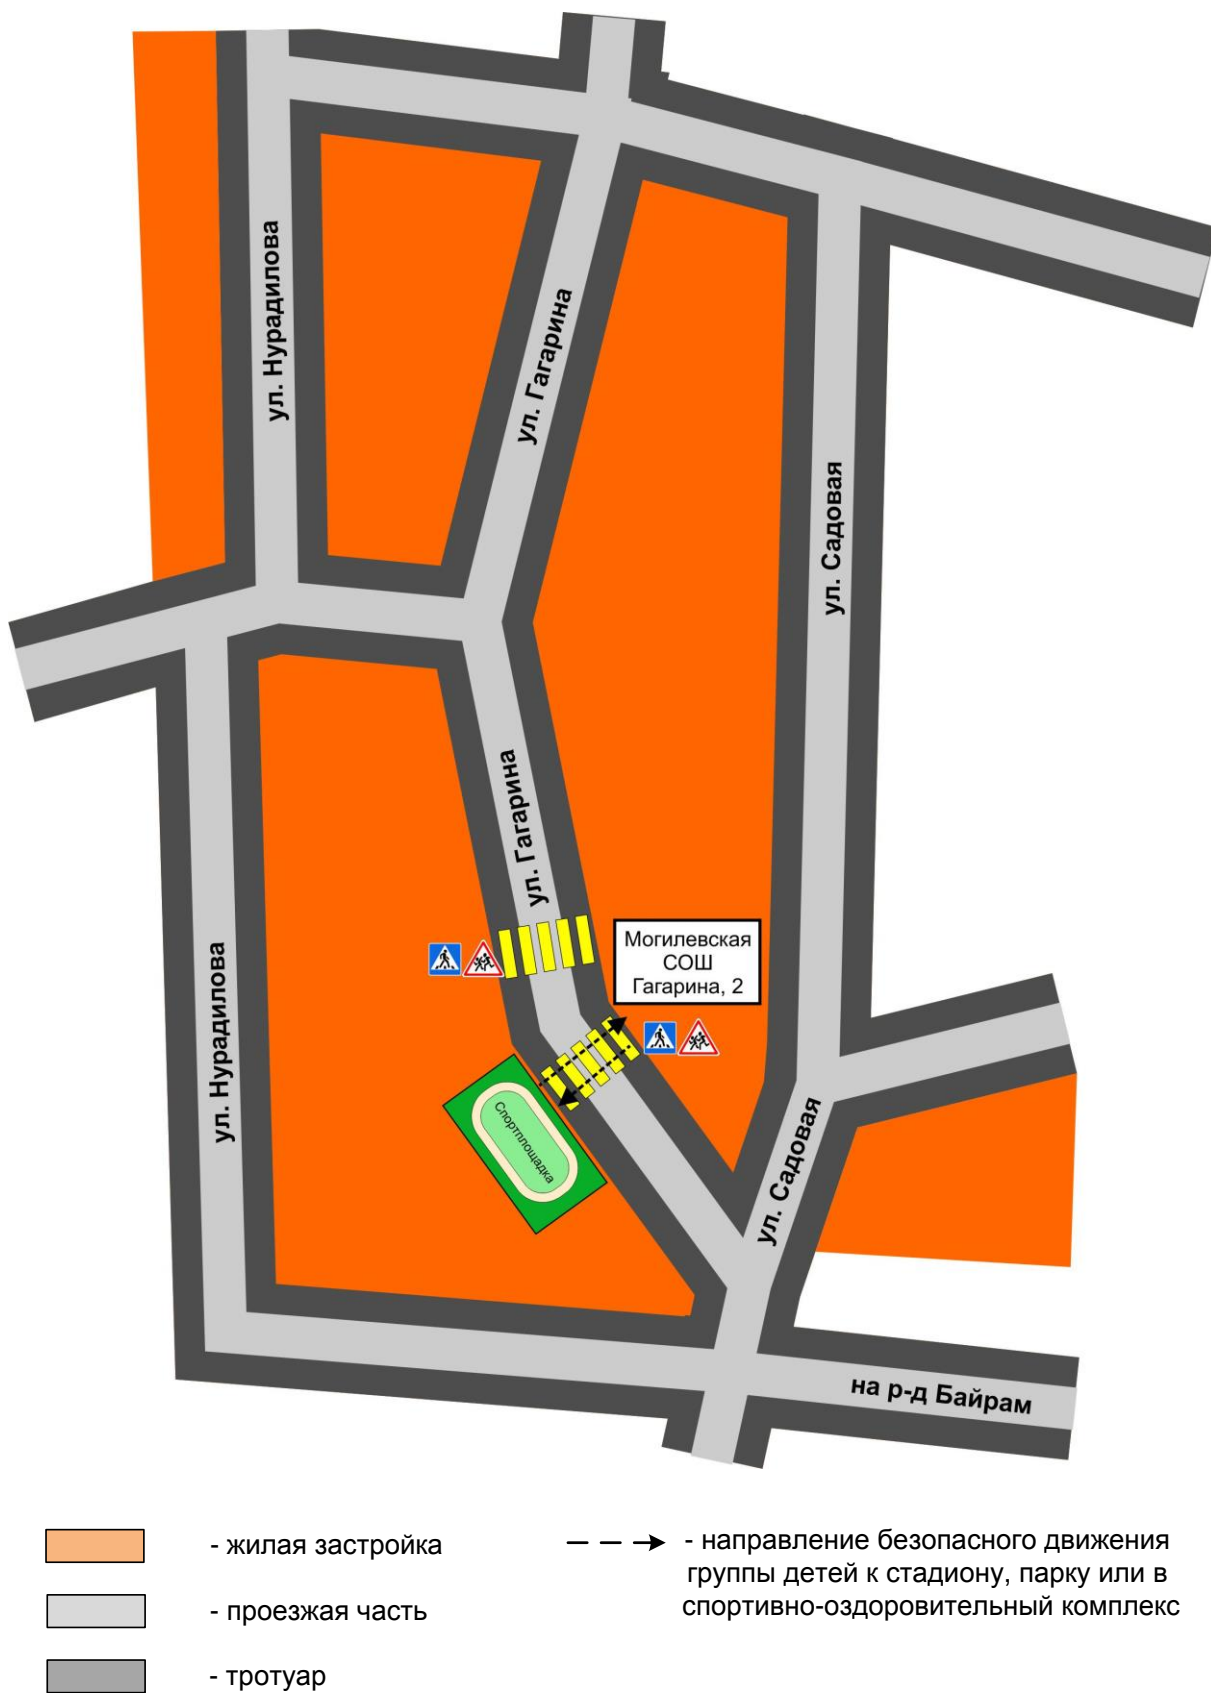 ул. Нурадилова
ул. Гагарина
ул. Садовая
ул. Гагарина
ул. Нурадилова
Могилевская
СОШ
Гагарина, 2
Спортплощадка
ул. Садовая
на р-д Байрам
- жилая застройка
- проезжая часть
- тротуар
- направление безопасного движения
группы детей к стадиону, парку или в
спортивно-оздоровительный комплекс